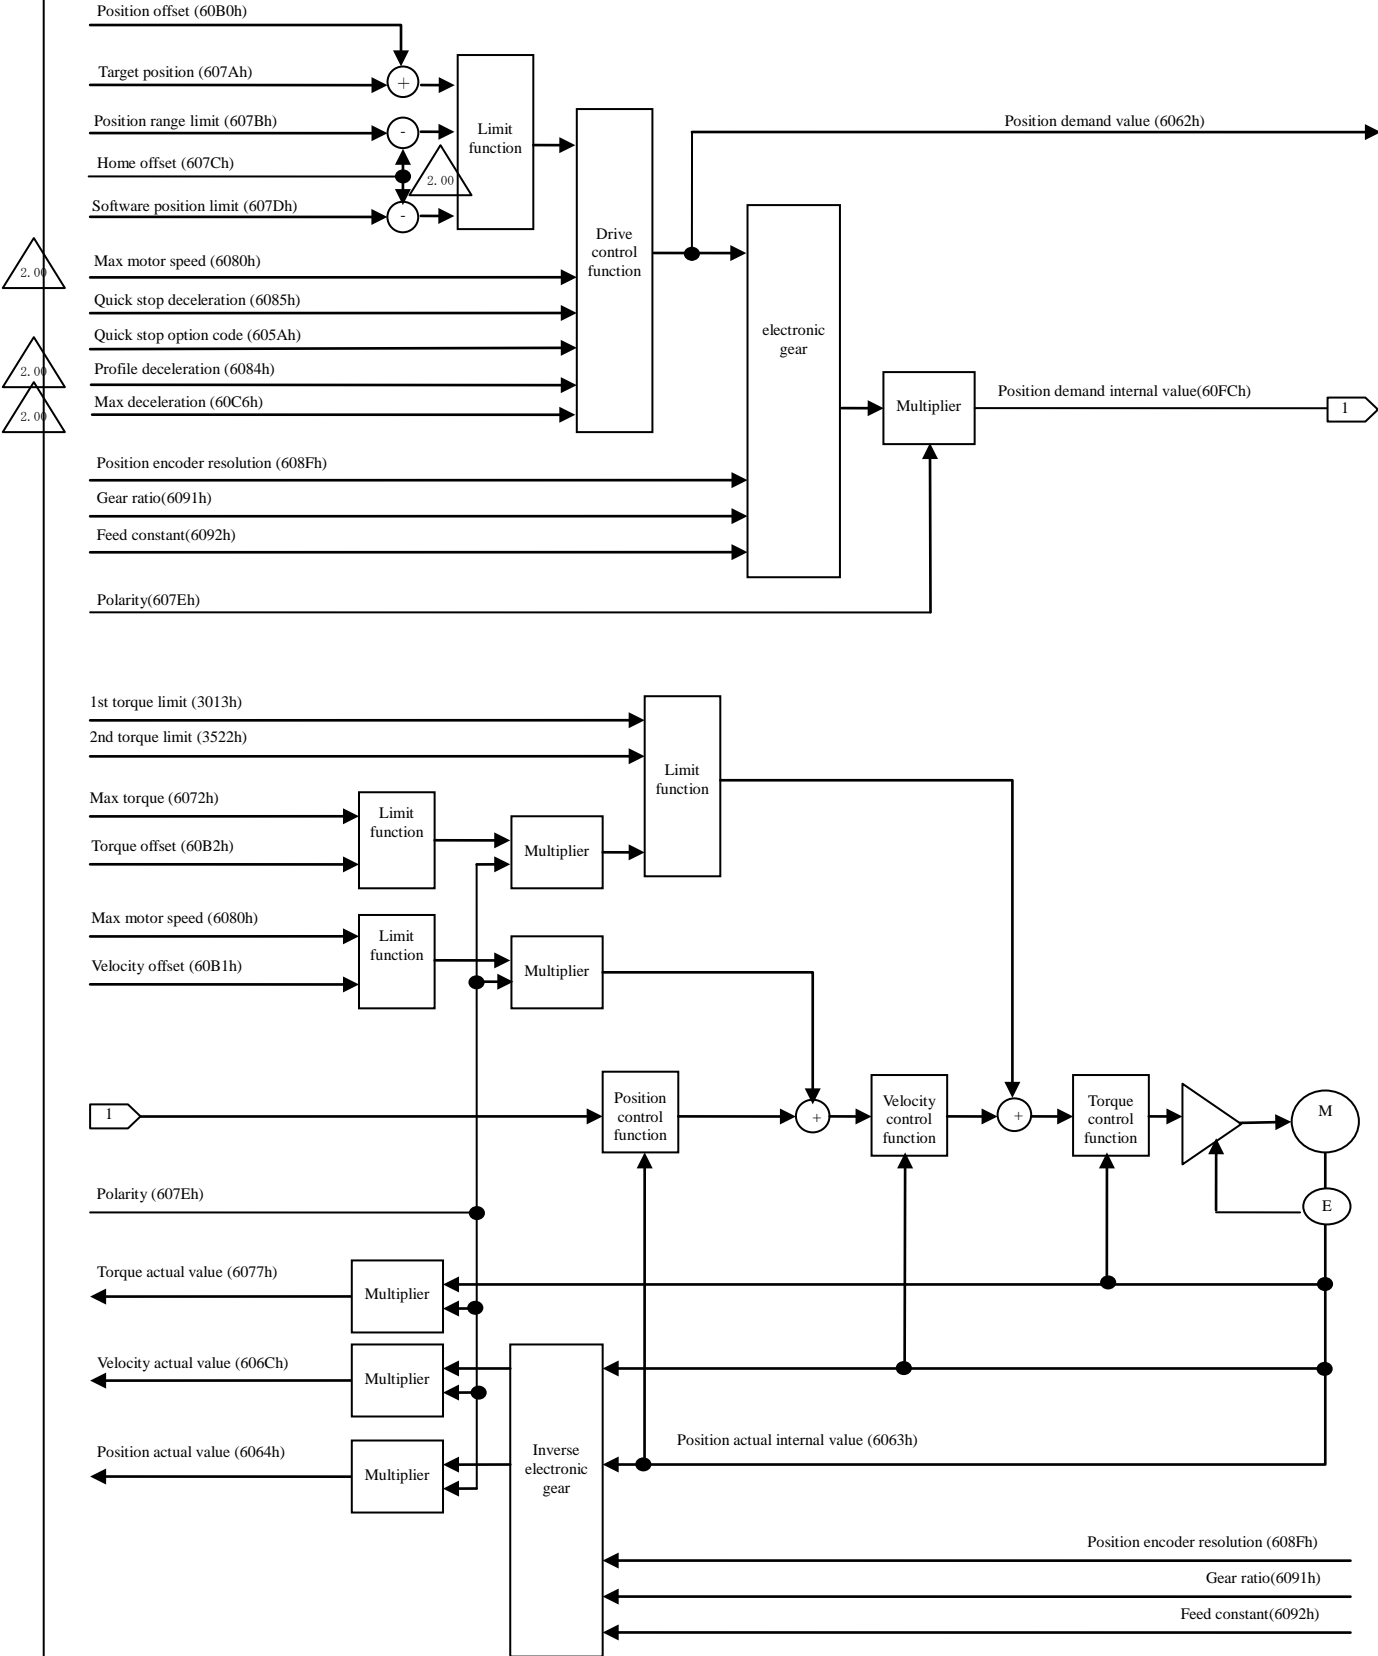 Position offset (60B0h)
Target position (607Ah)
+
Position range limit (607Bh)
-
Limit
function
Position demand value (6062h)
Home offset (607Ch)
2.00
Software position limit (607Dh)
-
Drive
control
function
Max motor speed (6080h)
2.00
Quick stop deceleration (6085h)
Quick stop option code (605Ah)
electronic
gear
Profile deceleration (6084h)
2.00
Max deceleration (60C6h)
2.00
Multiplier
Position demand internal value(60FCh)
1
Position encoder resolution (608Fh)
Gear ratio(6091h)
Feed constant(6092h)
Polarity(607Eh)
1st torque limit (3013h)
2nd torque limit (3522h)
Limit
function
Max torque (6072h)
Limit
function
Torque offset (60B2h)
Multiplier
Max motor speed (6080h)
Limit
function
Velocity offset (60B1h)
Multiplier
1
Position
control
function
+
Velocity
control
function
+
Torque
control
function
M
Polarity (607Eh)
E
Torque actual value (6077h)
Multiplier
Velocity actual value (606Ch)
Multiplier
Position actual value (6064h)
Multiplier
Inverse
electronic
gear
Position actual internal value (6063h)
Position encoder resolution (608Fh)
Gear ratio(6091h)
Feed constant(6092h)